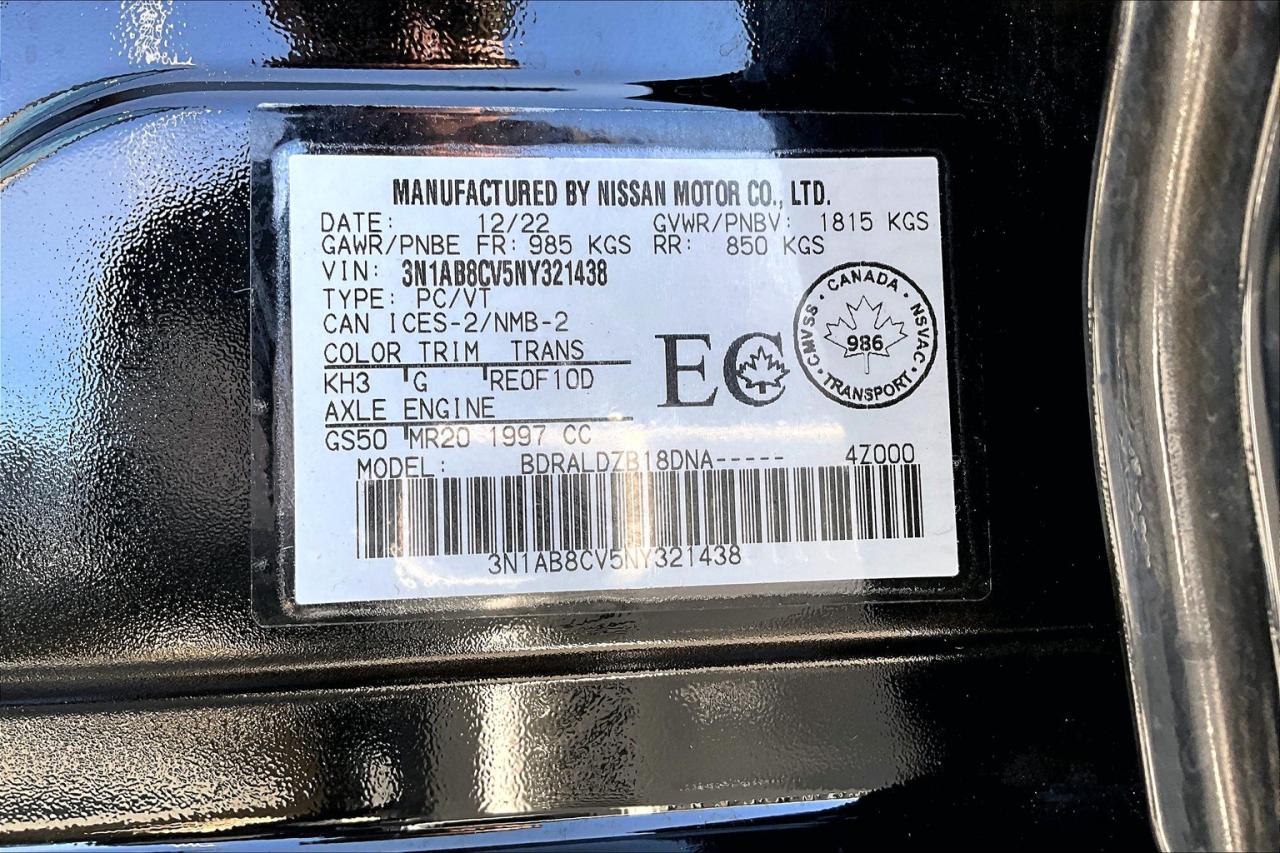 MANUFACTURED BY NISSAN MOTOR CO., LTD.
DATE: 12/22 GVWR/PNBV: 1815 KGS
GAWR/PNBE FR: 985 KGS RR: 850 KGS
VIN: 3N1AB8CV5NY321438
TYPE: PC/VT
CAN ICES-2/NMB-2
COLOR TRIM TRANS
KH3 G RE0F10D
AXLE ENGINE
GS50 MR20 1997 CC
EC
CANADA • NSVAC • TRANSPORT • CMVSS •
986
MODEL: BDRALDZB18DNA----- 4Z000
3N1AB8CV5NY321438